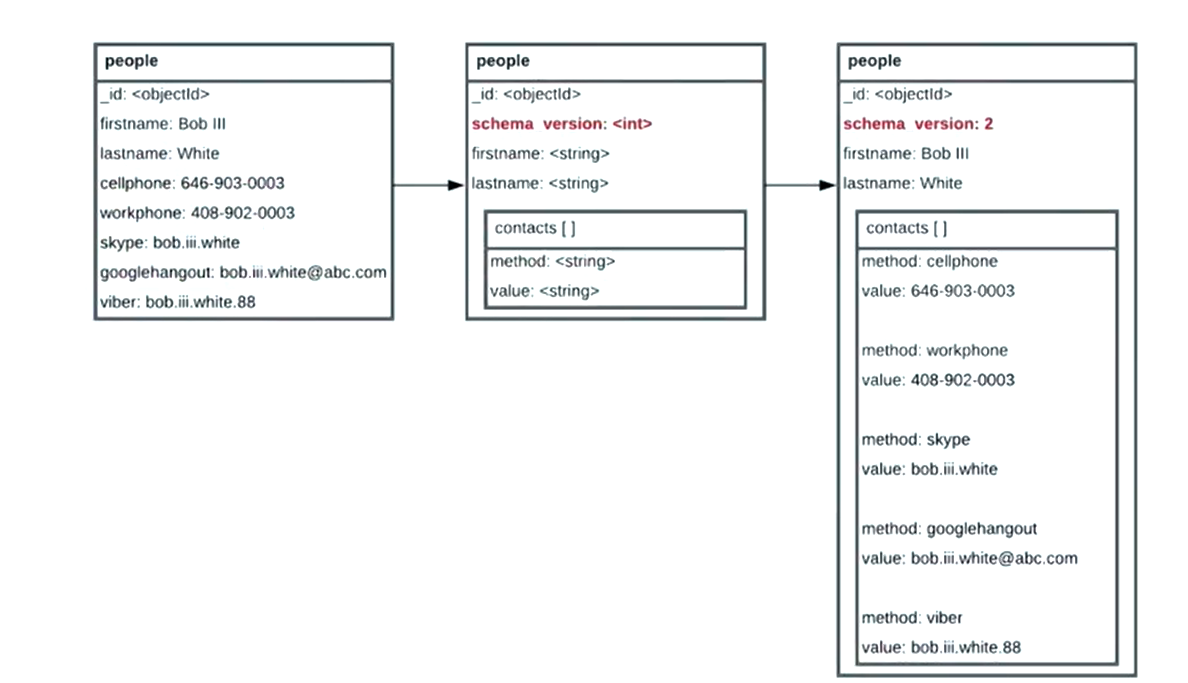 people
_id: <objectId>
firstname: Bob III
lastname: White
cellphone: 646-903-0003
workphone: 408-902-0003
skype: bob.iii.white
googlehangout: bob.iii.white@abc.com
viber: bob.iii.white.88
people
_id: <objectId>
schema_version: <int>
firstname: <string>
lastname: <string>
contacts [ ]
method: <string>
value: <string>
people
_id: <objectId>
schema_version: 2
firstname: Bob III
lastname: White
contacts [ ]
method: cellphone
value: 646-903-0003
method: workphone
value: 408-902-0003
method: skype
value: bob.iii.white
method: googlehangout
value: bob.iii.white@abc.com
method: viber
value: bob.iii.white.88